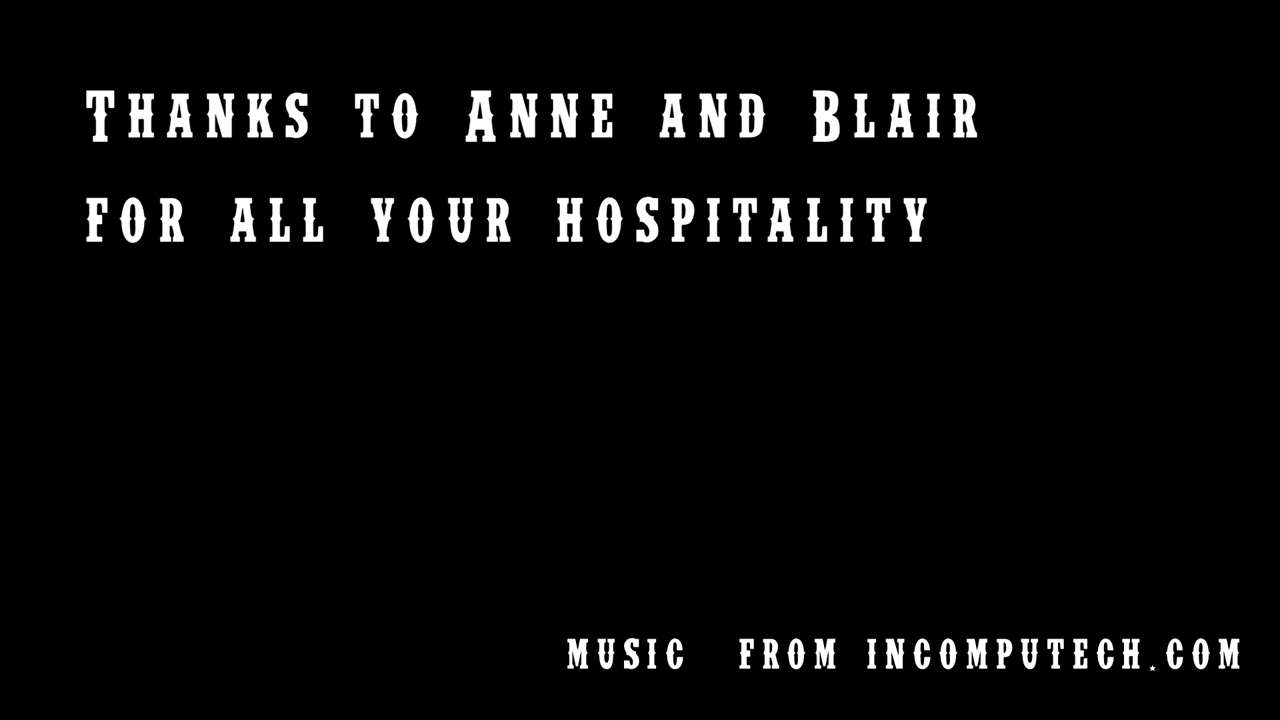 Thanks to Anne and Blair
for all your hospitality
music from incomputech.com